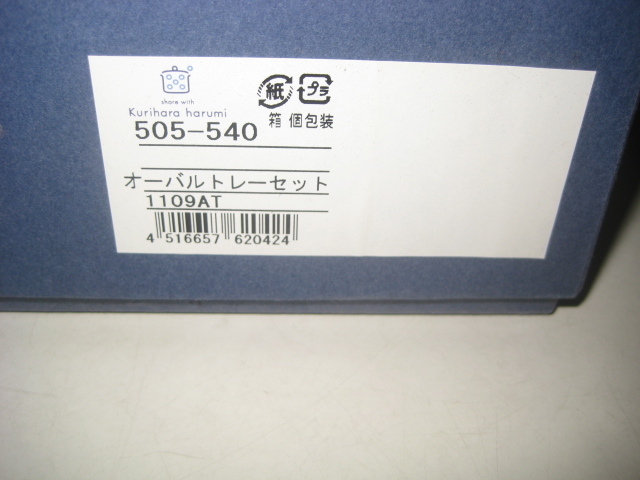 share with
Kurihara harumi
紙 プラ
箱 個包装
505-540
オーバルトレーセット
1109AT
4 516657 620424